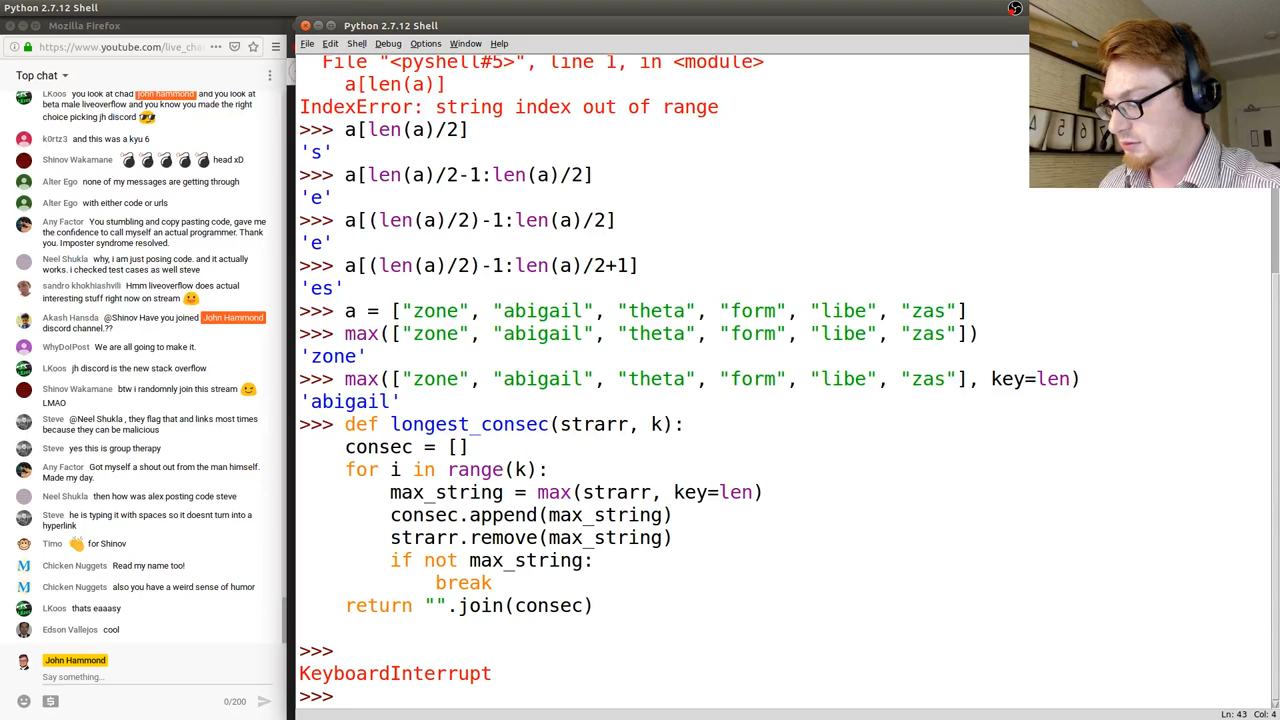 Python 2.7.12 Shell
Mozilla Firefox
https://www.youtube.com/live_cha
Top chat
LKoos you look at chad john hammond and you look at
beta male liveoverflow and you know you made the right
choice picking jh discord
k0rtz3 and this was a kyu 6
Shinov Wakamane head xD
Alter Ego none of my messages are getting through
Alter Ego with either code or urls
Any Factor You stumbling and copy pasting code, gave me
the confidence to call myself an actual programmer. Thank
you. Imposter syndrome resolved.
Neel Shukla why, i am just posing code. and it actually
works. i checked test cases as well steve
sandro khokhiashvili Hmm liveoverflow does actual
interesting stuff right now on stream
Akash Hansda @Shinov Have you joined John Hammond
discord channel.??
WhyDoIPost We are all going to make it.
LKoos jh discord is the new stack overflow
Shinov Wakamane btw i randomnly join this stream
LMAO
Steve @Neel Shukla , they flag that and links most times
because they can be malicious
Steve yes this is group therapy
Any Factor Got myself a shout out from the man himself.
Made my day.
Neel Shukla then how was alex posting code steve
Steve he is typing it with spaces so it doesnt turn into a
hyperlink
Timo for Shinov
Chicken Nuggets Read my name too!
Chicken Nuggets also you have a weird sense of humor
LKoos thats eaaasy
Edson Vallejos cool
John Hammond
Say something...
0/200
Python 2.7.12 Shell
File Edit Shell Debug Options Window Help
File "<pyshell#5>", line 1, in <module>
a[len(a)]
IndexError: string index out of range
>>> a[len(a)/2]
's'
>>> a[len(a)/2-1:len(a)/2]
'e'
>>> a[(len(a)/2)-1:len(a)/2]
'e'
>>> a[(len(a)/2)-1:len(a)/2+1]
'es'
>>> a = ["zone", "abigail", "theta", "form", "libe", "zas"]
>>> max(["zone", "abigail", "theta", "form", "libe", "zas"])
'zone'
>>> max(["zone", "abigail", "theta", "form", "libe", "zas"], key=len)
'abigail'
>>> def longest_consec(strarr, k):
consec = []
for i in range(k):
max_string = max(strarr, key=len)
consec.append(max_string)
strarr.remove(max_string)
if not max_string:
break
return "".join(consec)
>>>
KeyboardInterrupt
>>>
Ln: 43 Col: 4